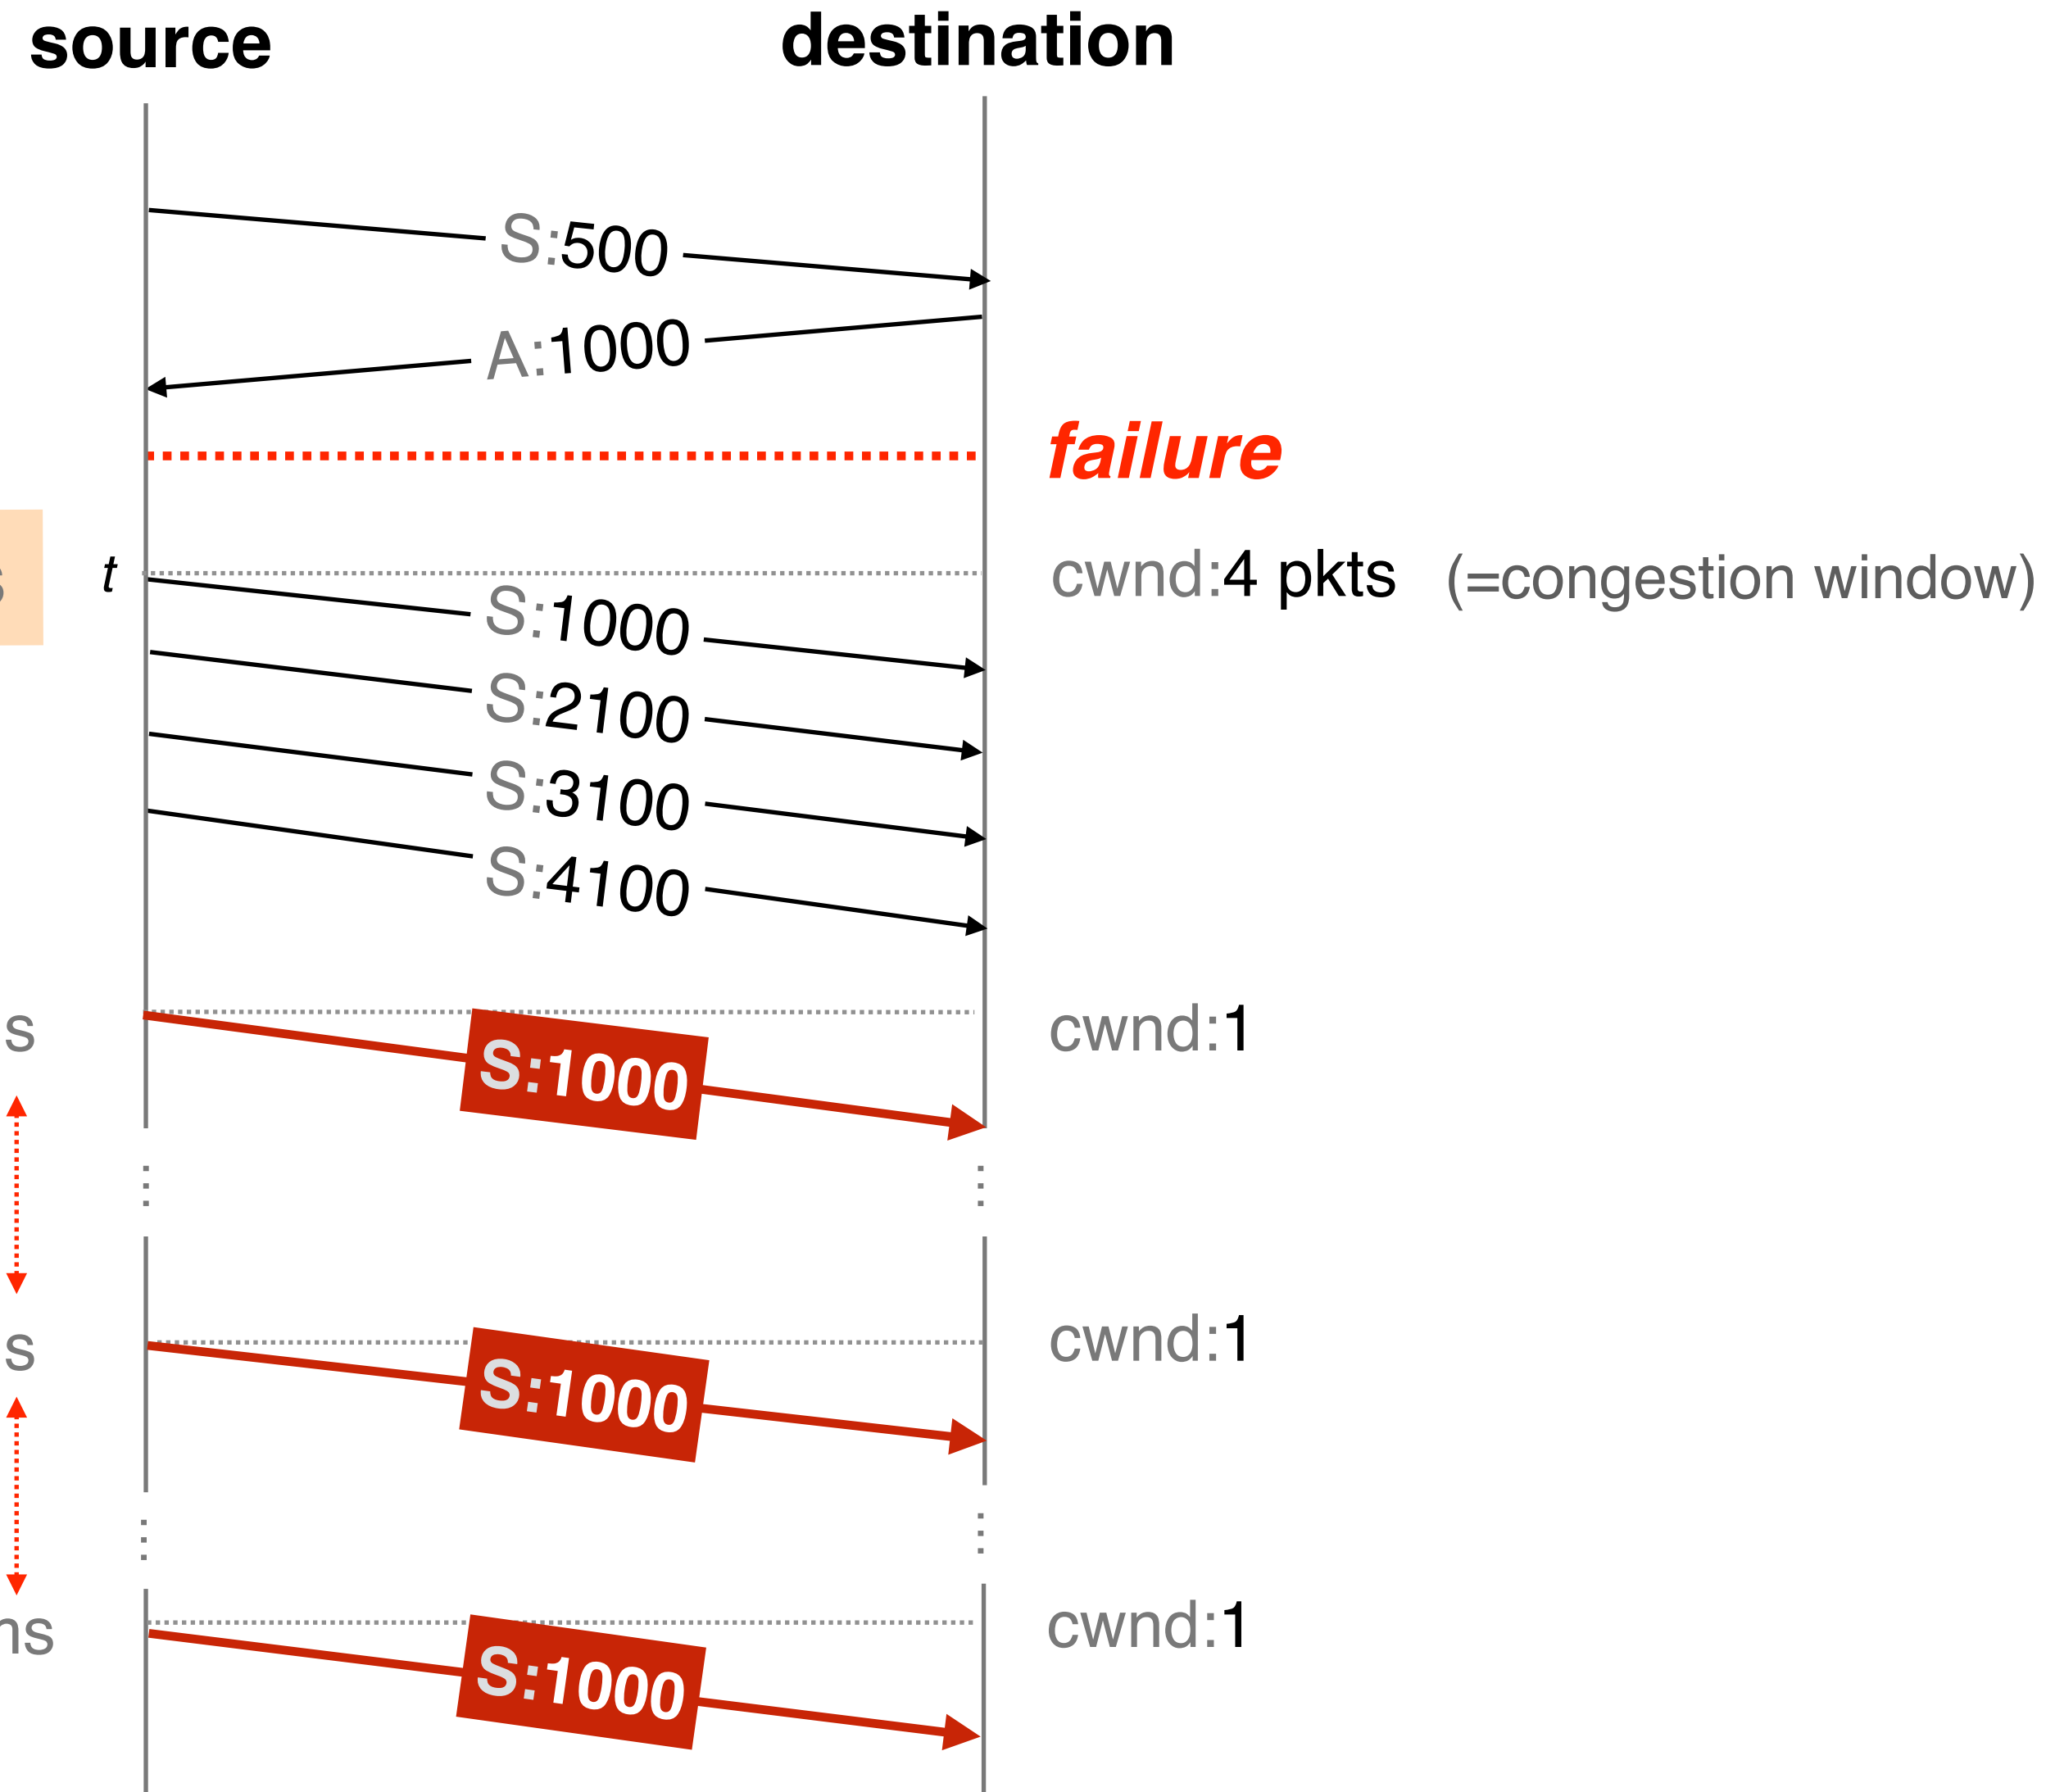 source destination
S:500
A:1000
failure
t cwnd:4 pkts (=congestion window)
S:1000
S:2100
S:3100
S:4100
s cwnd:1
S:1000
s cwnd:1
S:1000
cwnd:1
S:1000